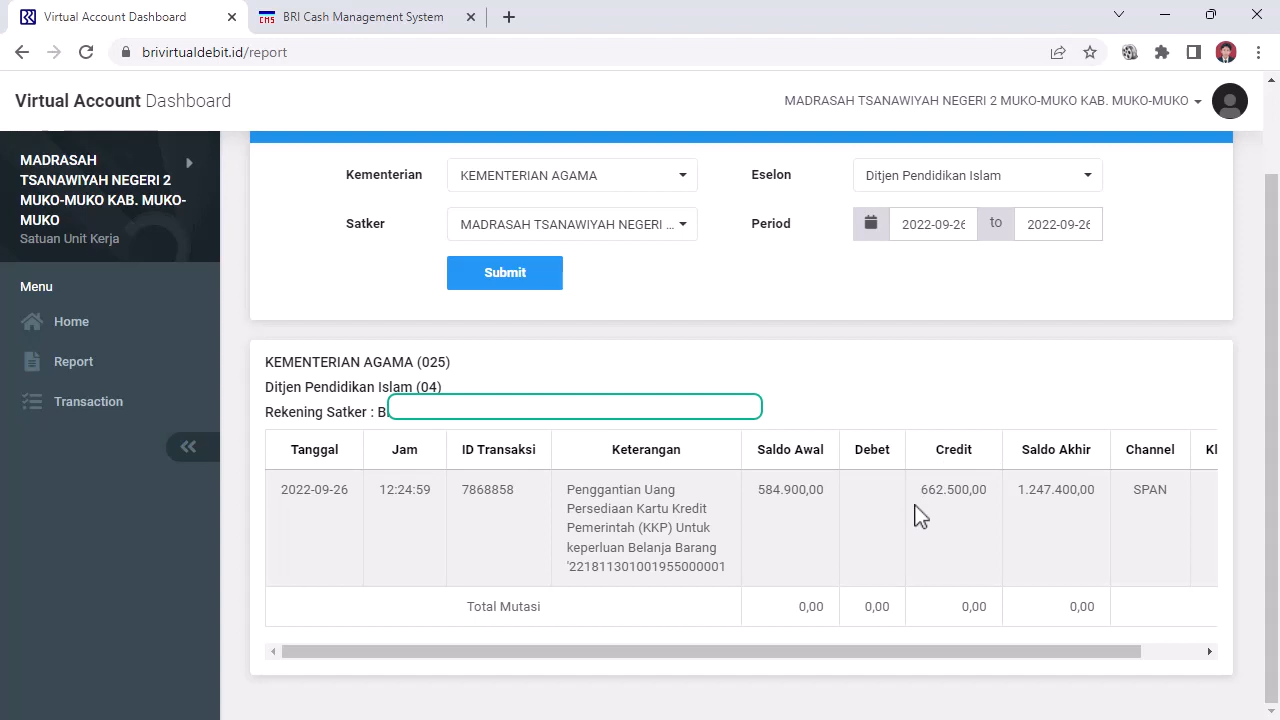 Virtual Account Dashboard
CMS BRI Cash Management System
brivirtualdebit.id/report
Virtual Account Dashboard
MADRASAH TSANAWIYAH NEGERI 2 MUKO-MUKO KAB. MUKO-MUKO
MADRASAH
TSANAWIYAH NEGERI 2
MUKO-MUKO KAB. MUKO-
MUKO
Satuan Unit Kerja
Menu
Home
Report
Transaction
Kementerian KEMENTERIAN AGAMA Eselon Ditjen Pendidikan Islam
Satker MADRASAH TSANAWIYAH NEGERI ... Period 2022-09-26 to 2022-09-26
Submit
KEMENTERIAN AGAMA (025)
Ditjen Pendidikan Islam (04)
Rekening Satker :
Tanggal Jam ID Transaksi Keterangan Saldo Awal Debet Credit Saldo Akhir Channel
2022-09-26 12:24:59 7868858 Penggantian Uang 584.900,00 662.500,00 1.247.400,00 SPAN
Persediaan Kartu Kredit
Pemerintah (KKP) Untuk
keperluan Belanja Barang
'221811301001955000001
Total Mutasi 0,00 0,00 0,00 0,00